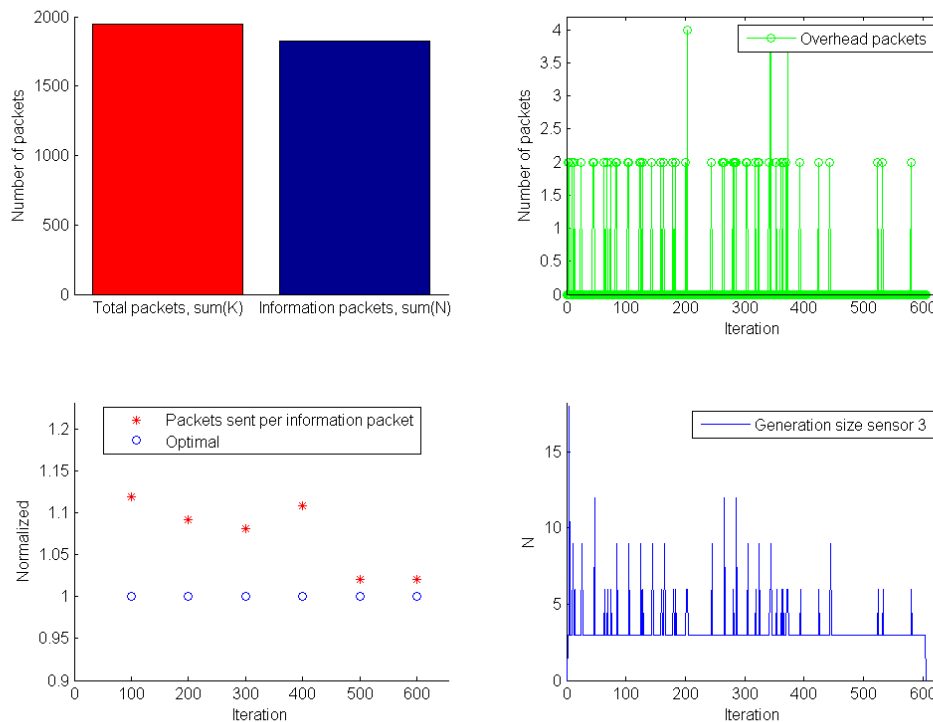 2000
1500
1000
500
0
Number of packets
Total packets, sum(K)
Information packets, sum(N)
4
3.5
3
2.5
2
1.5
1
0.5
0
Number of packets
Overhead packets
0 100 200 300 400 500 600
Iteration
1.2
1.15
1.1
1.05
1
0.95
0.9
Normalized
Packets sent per information packet
Optimal
0 100 200 300 400 500 600
Iteration
15
10
5
0
N
Generation size sensor 3
0 100 200 300 400 500 600
Iteration